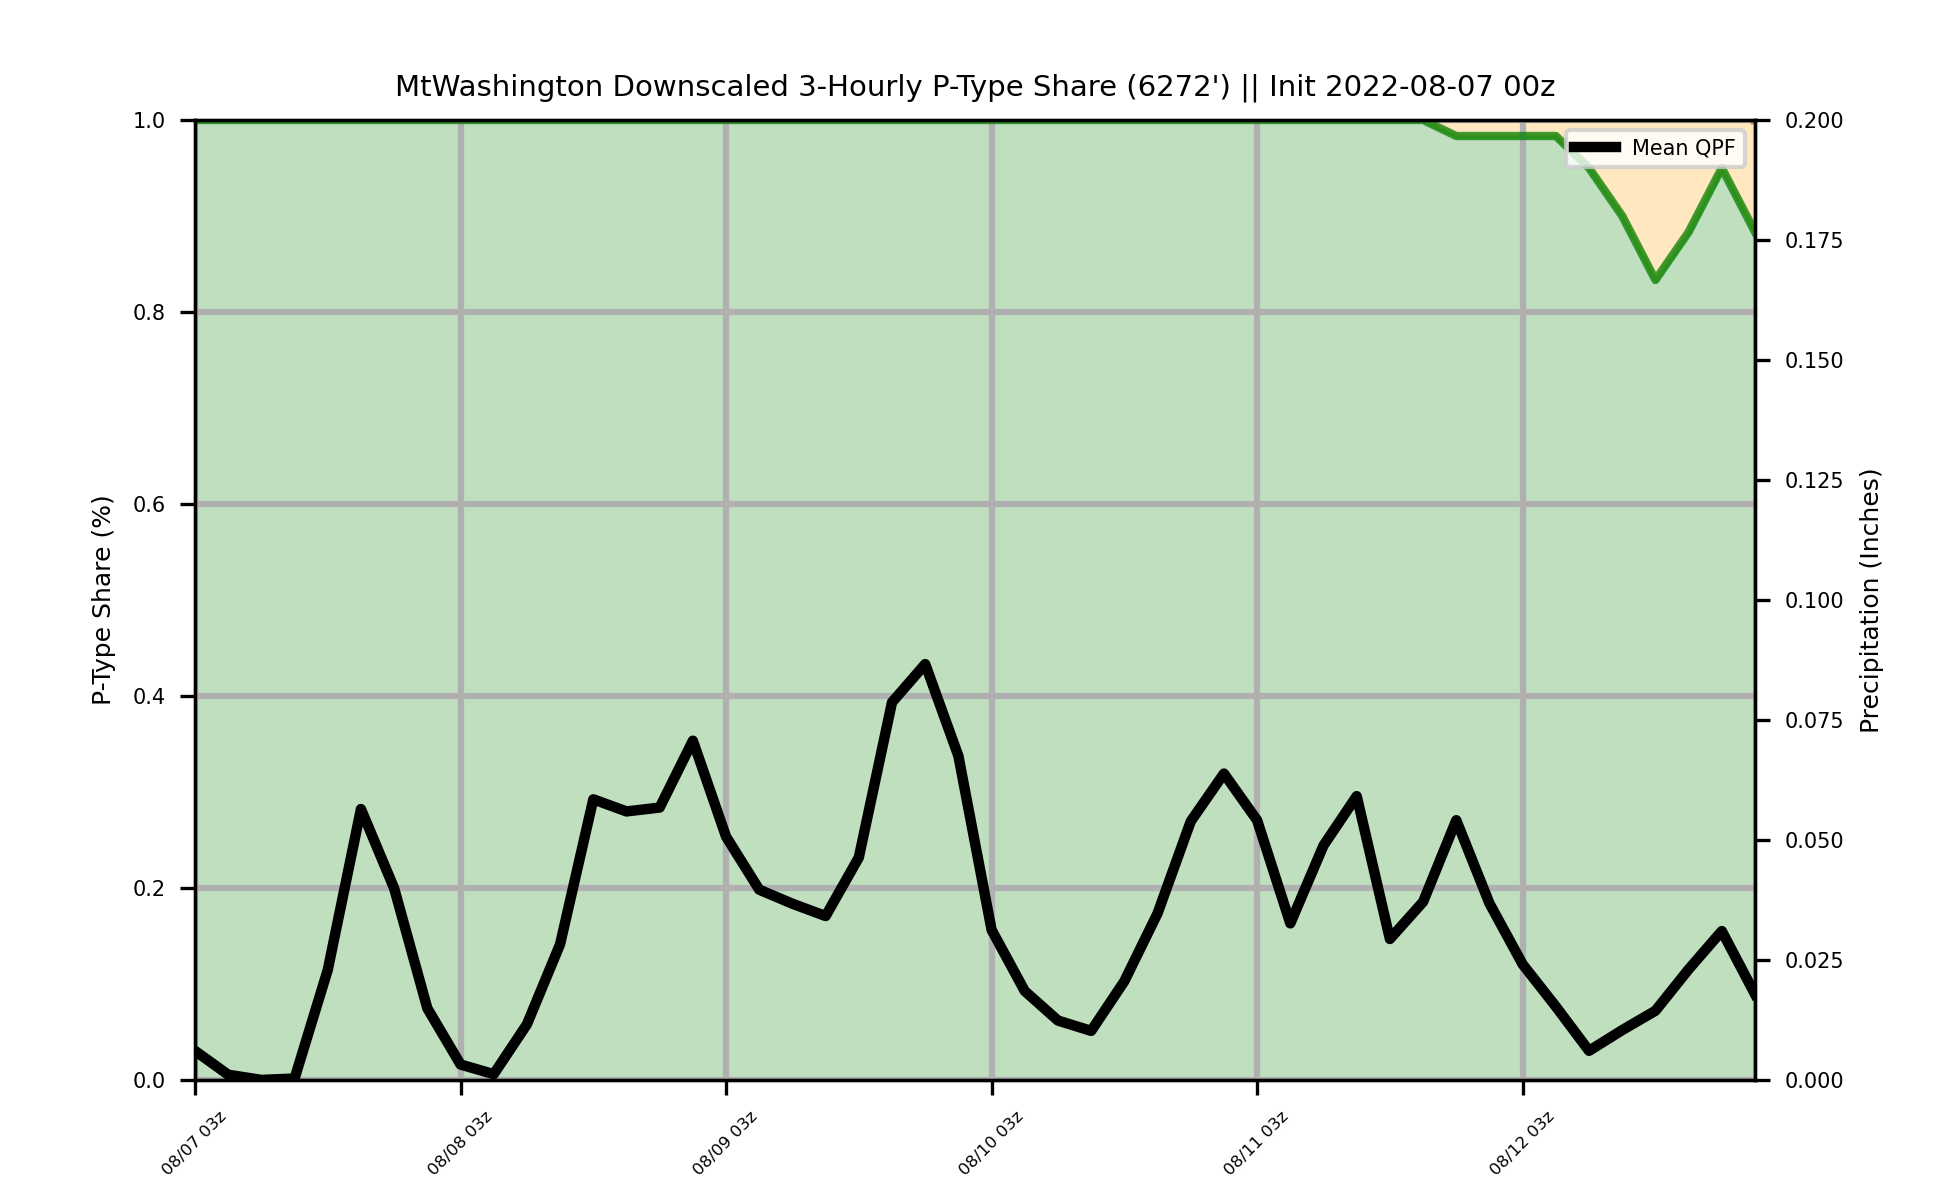 MtWashington Downscaled 3-Hourly P-Type Share (6272') || Init 2022-08-07 00z
Mean QPF
P-Type Share (%)
1.0
0.8
0.6
0.4
0.2
0.0
0.200
0.175
0.150
0.125
0.100
0.075
0.050
0.025
0.000
Precipitation (Inches)
08/07 03z
08/08 03z
08/09 03z
08/10 03z
08/11 03z
08/12 03z